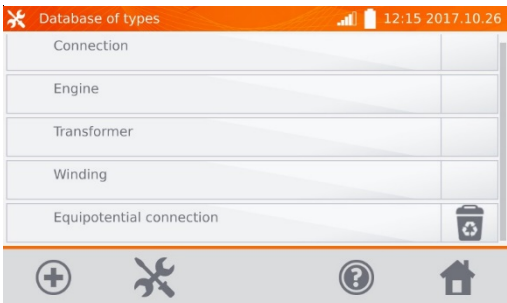 Database of types 12:15 2017.10.26
Connection
Engine
Transformer
Winding
Equipotential connection